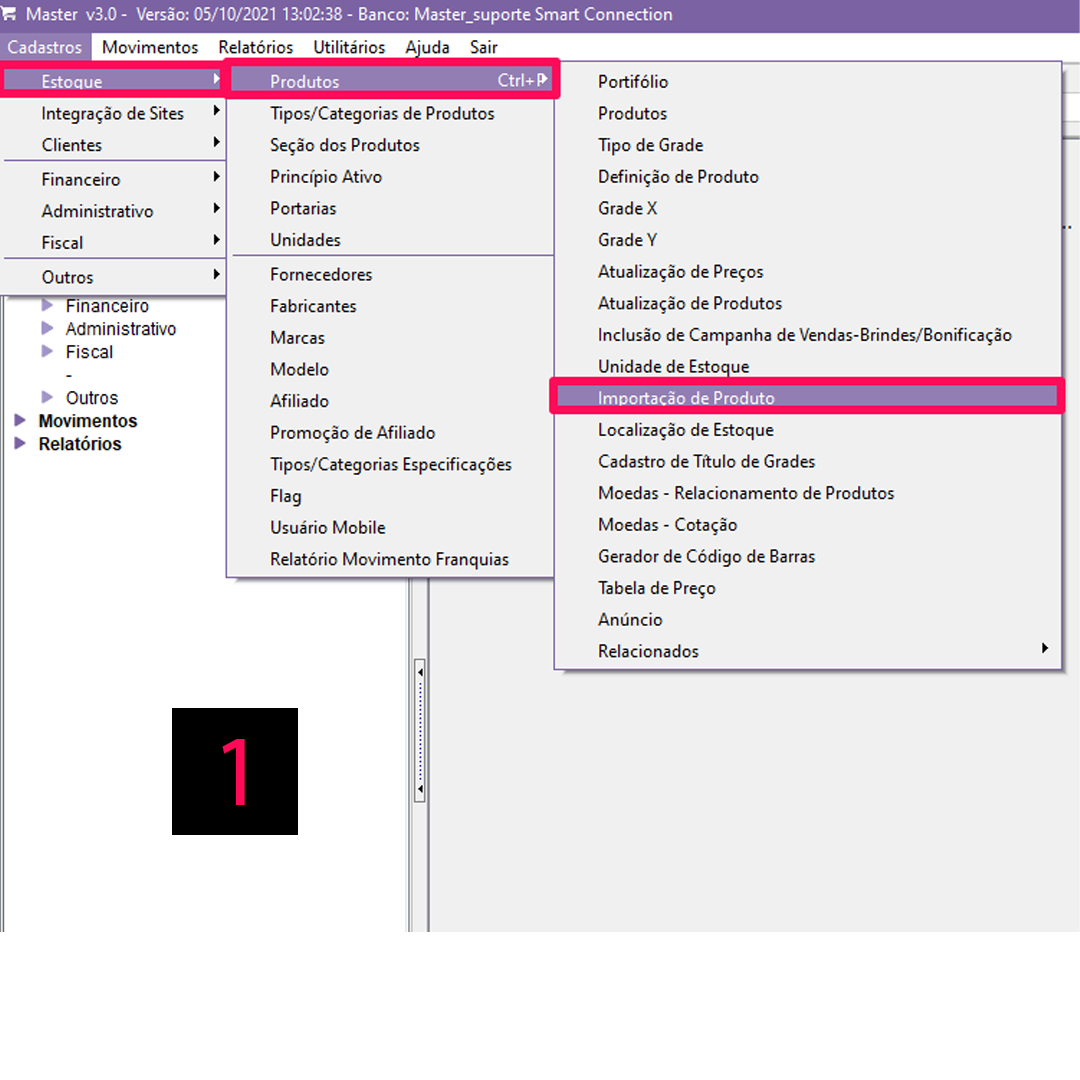 Master v3.0 - Versão: 05/10/2021 13:02:38 - Banco: Master_suporte Smart Connection
Cadastros Movimentos Relatórios Utilitários Ajuda Sair
Estoque
Integração de Sites
Clientes
Financeiro
Administrativo
Fiscal
Outros
Financeiro
Administrativo
Fiscal
-
Outros
Movimentos
Relatórios
Produtos Ctrl+P
Tipos/Categorias de Produtos
Seção dos Produtos
Princípio Ativo
Portarias
Unidades
Fornecedores
Fabricantes
Marcas
Modelo
Afiliado
Promoção de Afiliado
Tipos/Categorias Especificações
Flag
Usuário Mobile
Relatório Movimento Franquias
Portifólio
Produtos
Tipo de Grade
Definição de Produto
Grade X
Grade Y
Atualização de Preços
Atualização de Produtos
Inclusão de Campanha de Vendas-Brindes/Bonificação
Unidade de Estoque
Importação de Produto
Localização de Estoque
Cadastro de Título de Grades
Moedas - Relacionamento de Produtos
Moedas - Cotação
Gerador de Código de Barras
Tabela de Preço
Anúncio
Relacionados
..
1